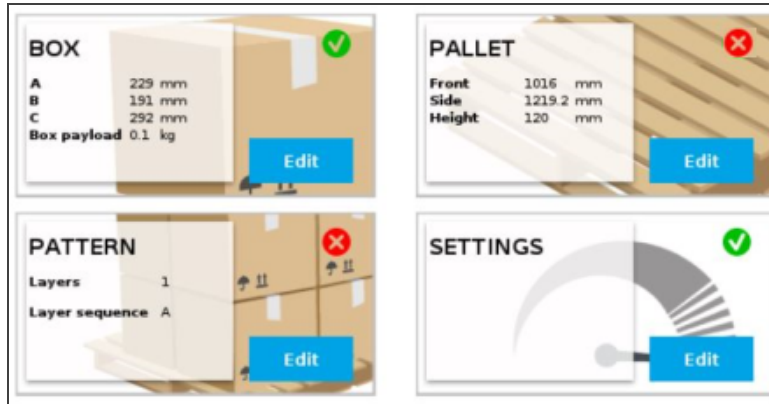 BOX
A 229 mm
B 191 mm
C 292 mm
Box payload 0.1 kg
Edit
PALLET
Front 1016 mm
Side 1219.2 mm
Height 120 mm
Edit
PATTERN
Layers 1
Layer sequence A
Edit
SETTINGS
Edit